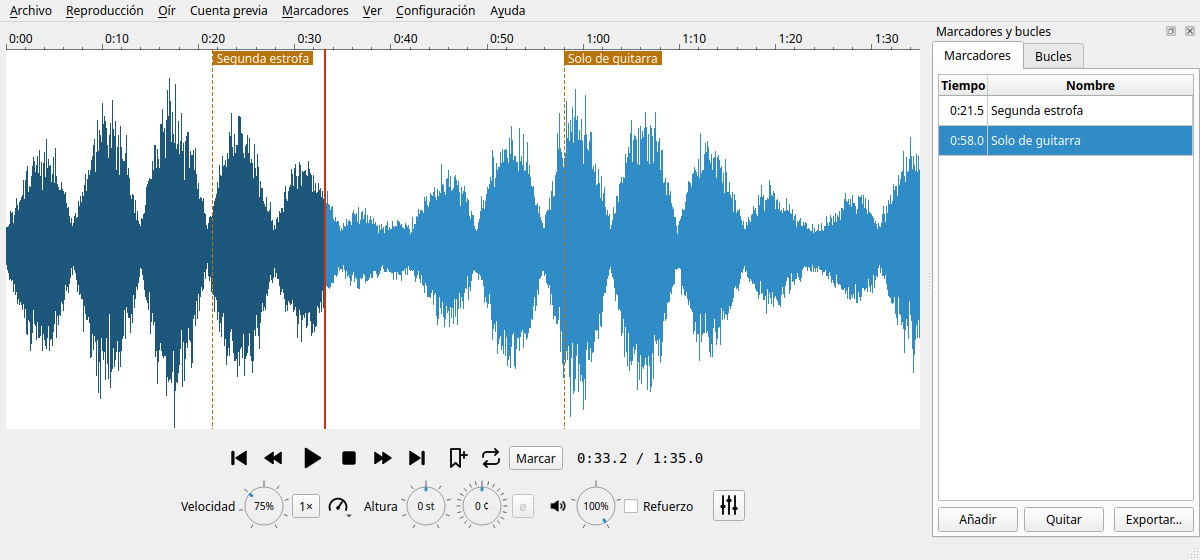 Archivo Reproducción Oír Cuenta previa Marcadores Ver Configuración Ayuda
0:00 0:10 0:20 0:30 0:40 0:50 1:00 1:10 1:20 1:30
Segunda estrofa Solo de guitarra
Marcadores y bucles
Marcadores Bucles
Tiempo Nombre
0:21.5 Segunda estrofa
0:58.0 Solo de guitarra
Añadir Quitar Exportar...
Marcar 0:33.2 / 1:35.0
Velocidad 75% 1× Altura 0 st 0 ¢ ø 100% Refuerzo